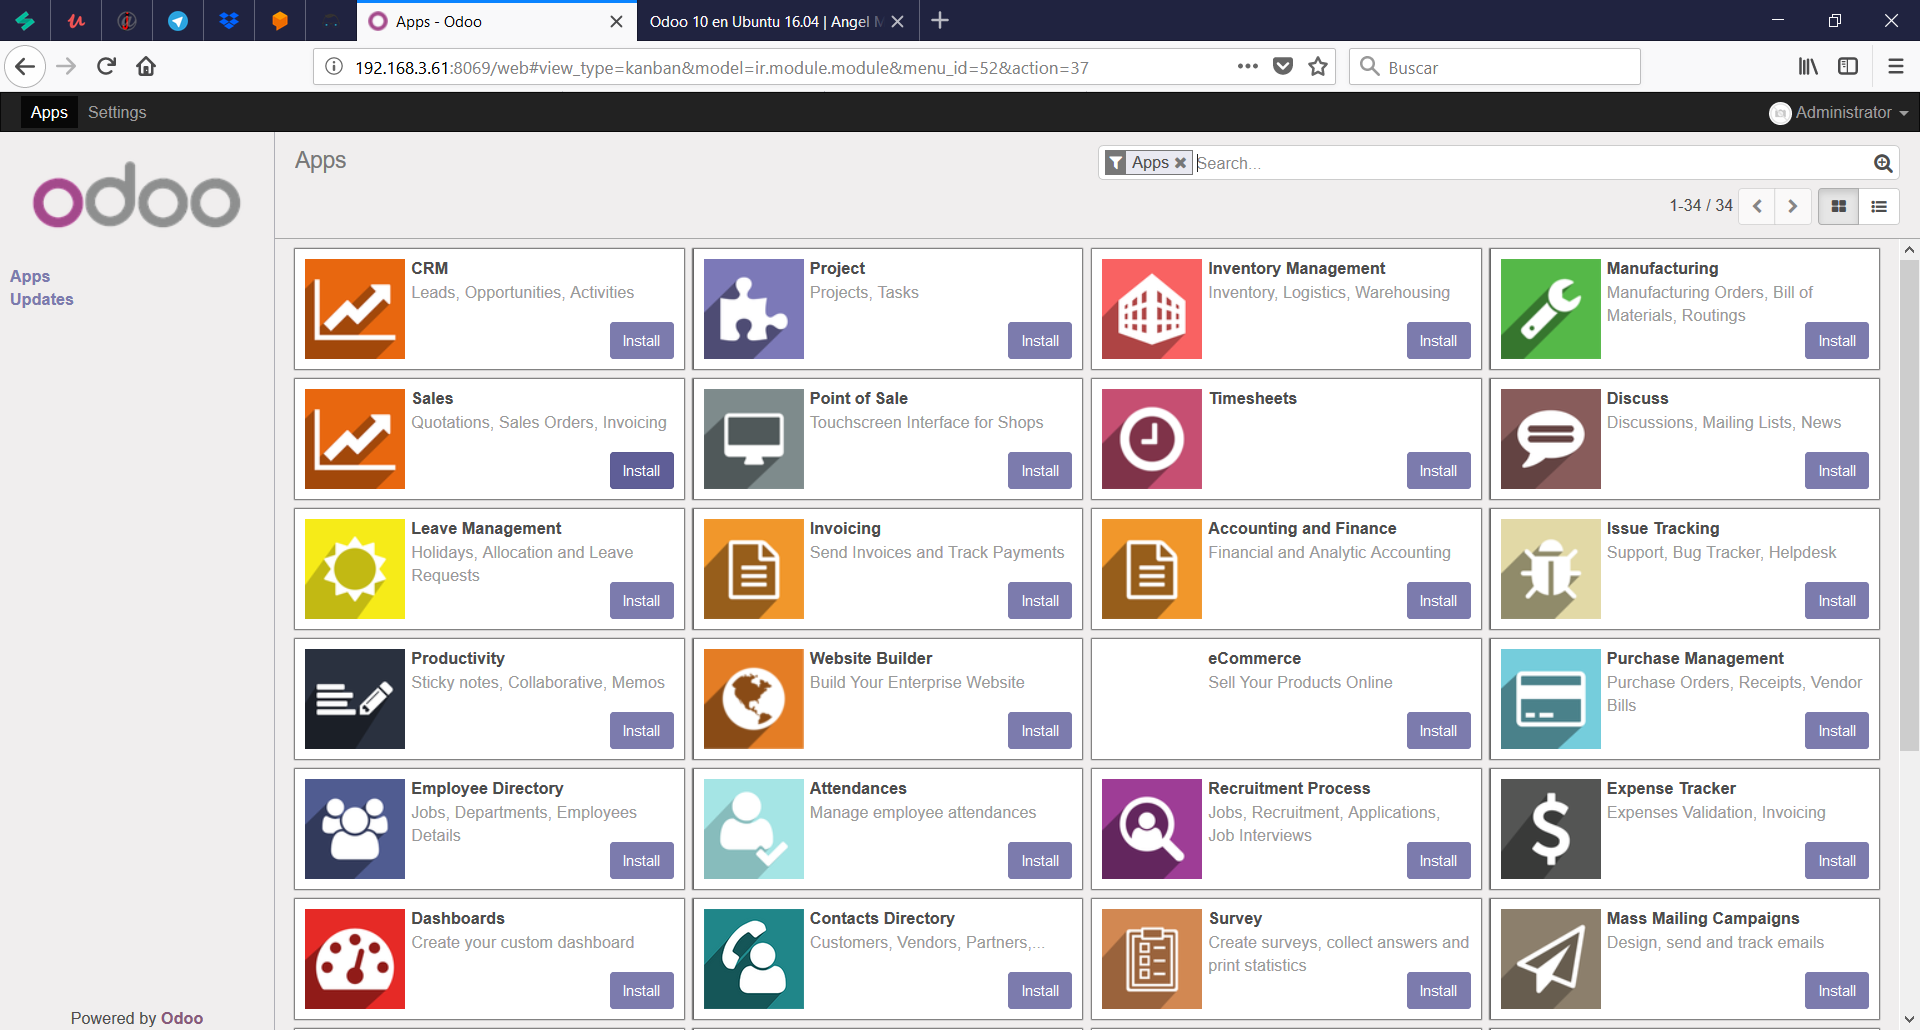 Apps - Odoo
Odoo 10 en Ubuntu 16.04 | Angel
192.168.3.61:8069/web#view_type=kanban&model=ir.module.module&menu_id=52&action=37
Buscar
Apps Settings
Administrator
odoo
Apps
Apps
Search...
1-34 / 34
Apps
Updates
CRM
Leads, Opportunities, Activities
Install
Project
Projects, Tasks
Install
Inventory Management
Inventory, Logistics, Warehousing
Install
Manufacturing
Manufacturing Orders, Bill of
Materials, Routings
Install
Sales
Quotations, Sales Orders, Invoicing
Install
Point of Sale
Touchscreen Interface for Shops
Install
Timesheets
Install
Discuss
Discussions, Mailing Lists, News
Install
Leave Management
Holidays, Allocation and Leave
Requests
Install
Invoicing
Send Invoices and Track Payments
Install
Accounting and Finance
Financial and Analytic Accounting
Install
Issue Tracking
Support, Bug Tracker, Helpdesk
Install
Productivity
Sticky notes, Collaborative, Memos
Install
Website Builder
Build Your Enterprise Website
Install
eCommerce
Sell Your Products Online
Install
Purchase Management
Purchase Orders, Receipts, Vendor
Bills
Install
Employee Directory
Jobs, Departments, Employees
Details
Install
Attendances
Manage employee attendances
Install
Recruitment Process
Jobs, Recruitment, Applications,
Job Interviews
Install
Expense Tracker
Expenses Validation, Invoicing
Install
Dashboards
Create your custom dashboard
Install
Contacts Directory
Customers, Vendors, Partners,...
Install
Survey
Create surveys, collect answers and
print statistics
Install
Mass Mailing Campaigns
Design, send and track emails
Install
Powered by Odoo